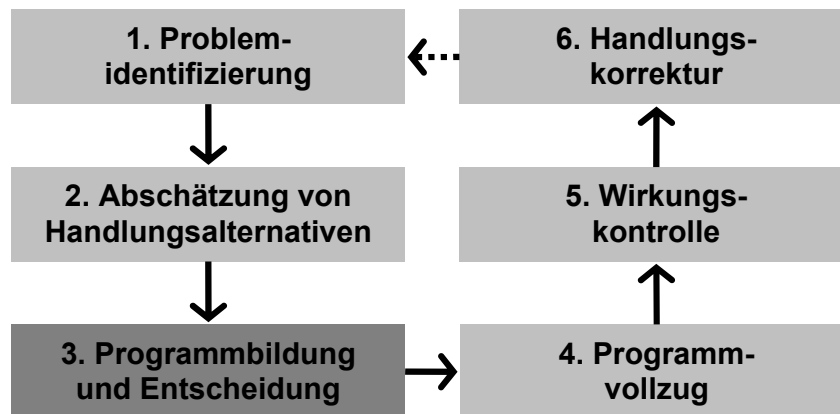 1. Problem-
identifizierung
2. Abschätzung von
Handlungsalternativen
3. Programmbildung
und Entscheidung
4. Programm-
vollzug
5. Wirkungs-
kontrolle
6. Handlungs-
korrektur